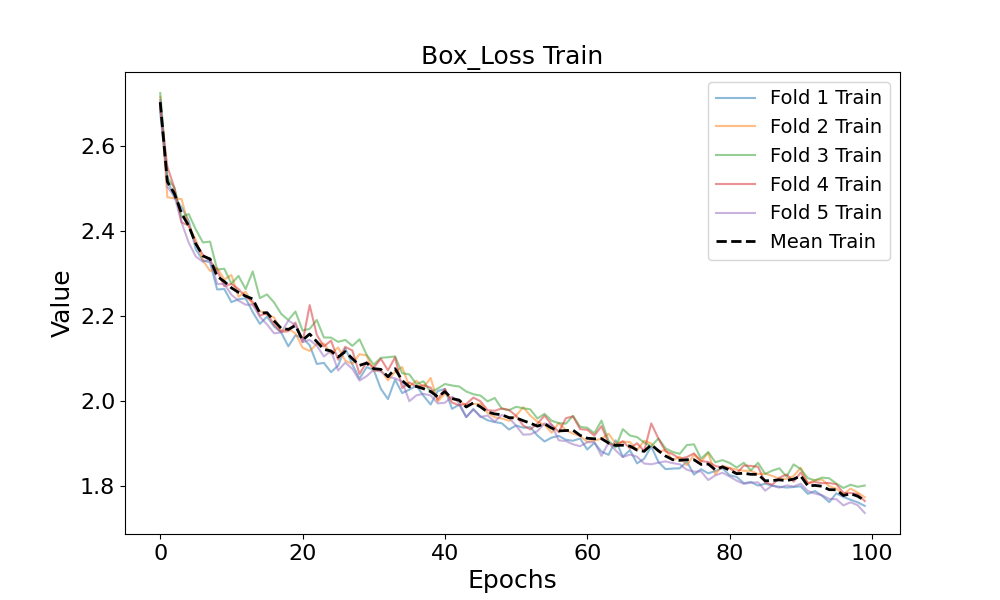 Box_Loss Train
Value
2.6
2.4
2.2
2.0
1.8
Fold 1 Train
Fold 2 Train
Fold 3 Train
Fold 4 Train
Fold 5 Train
Mean Train
0
20
40
60
80
100
Epochs